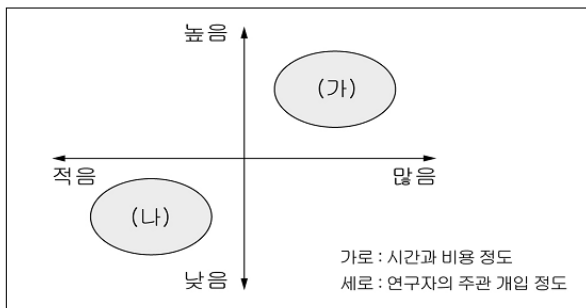 높음
(가)
적음
많음
(나)
가로 : 시간과 비용 정도
세로 : 연구자의 주관 개입 정도
낮음